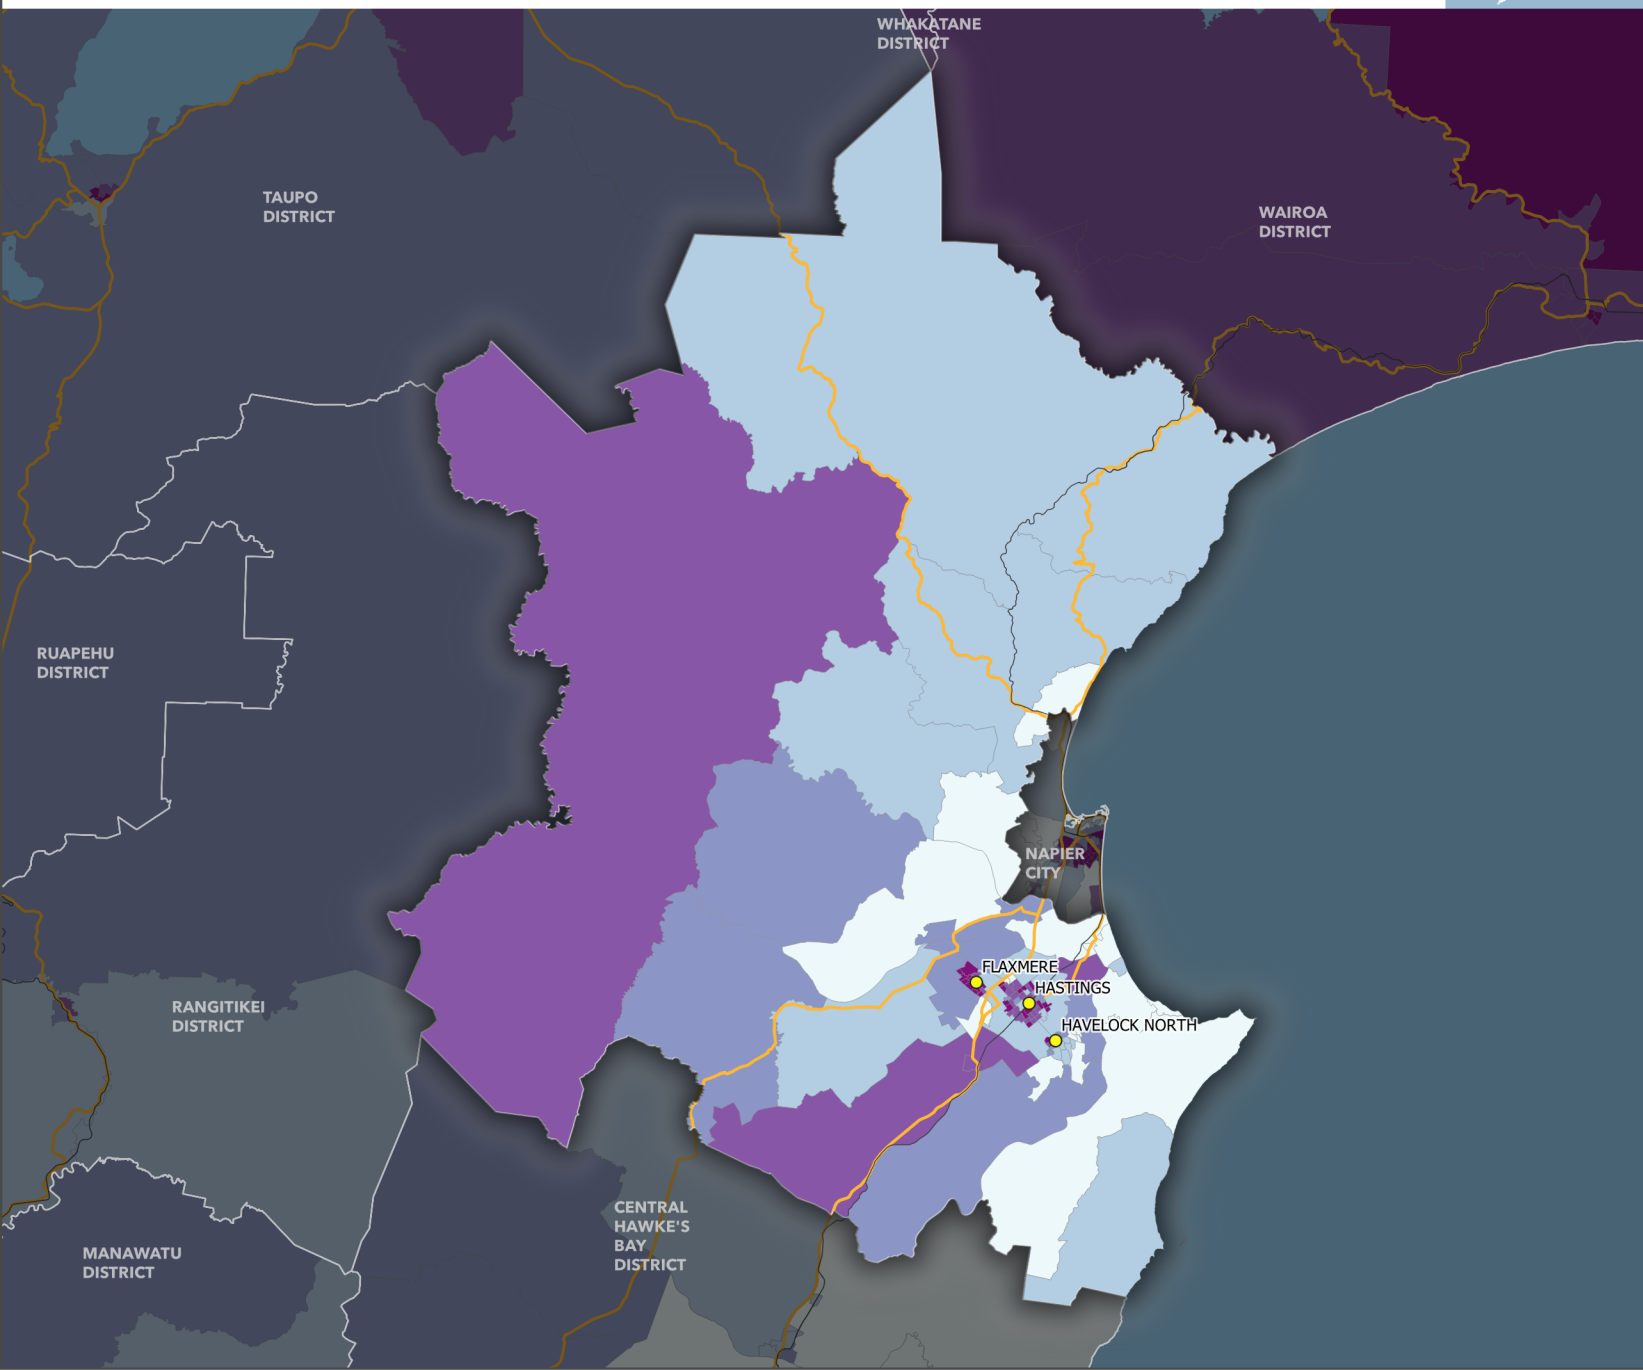 WHAKATANE
DISTRICT
TAUPO
DISTRICT
WAIROA
DISTRICT
RUAPEHU
DISTRICT
NAPIER
CITY
FLAXMERE
HASTINGS
RANGITIKEI
DISTRICT
HAVELOCK NORTH
CENTRAL
HAWKE'S
BAY
DISTRICT
MANAWATU
DISTRICT